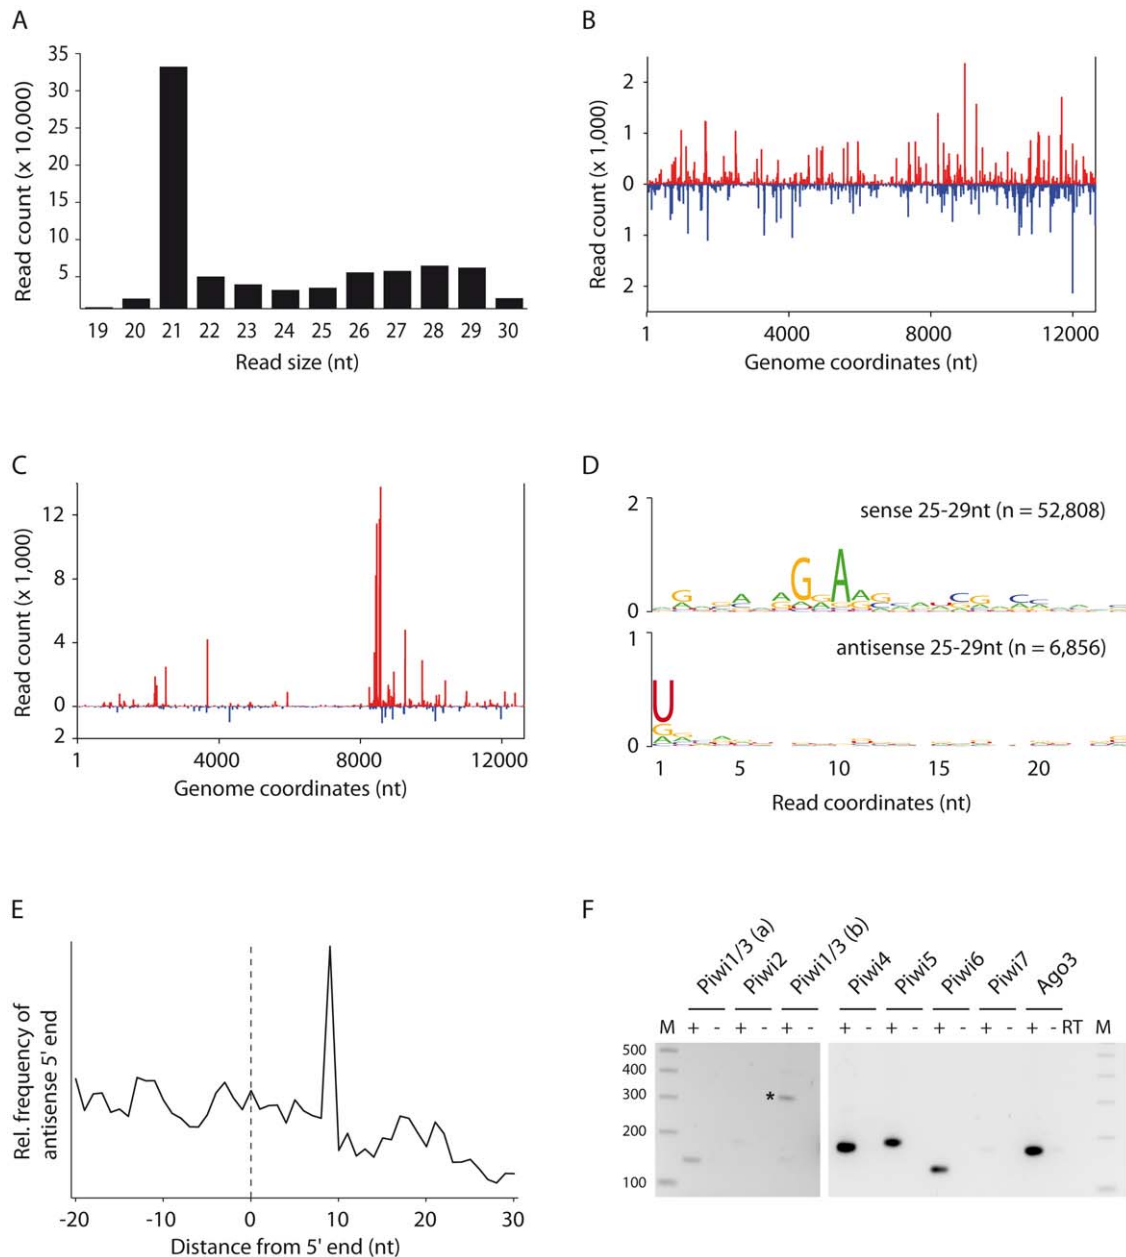 A
Read count (x 10,000)
35
30
25
20
15
10
5
19 20 21 22 23 24 25 26 27 28 29 30
Read size (nt)
B
Read count (x 1,000)
2
1
0
1
2
1 4000 8000 12000
Genome coordinates (nt)
C
Read count (x 1,000)
12
8
4
0
2
1 4000 8000 12000
Genome coordinates (nt)
D
2
sense 25-29nt (n = 52,808)
G A
0
1
antisense 25-29nt (n = 6,856)
U
0
1 5 10 15 20
Read coordinates (nt)
E
Rel. frequency of
antisense 5' end
-20 -10 0 10 20 30
Distance from 5' end (nt)
F
Piwi1/3 (a) Piwi2 Piwi1/3 (b) Piwi4 Piwi5 Piwi6 Piwi7 Ago3
M + - + - + - + - + - + - + - + - RT M
500
400
300 *
200
100